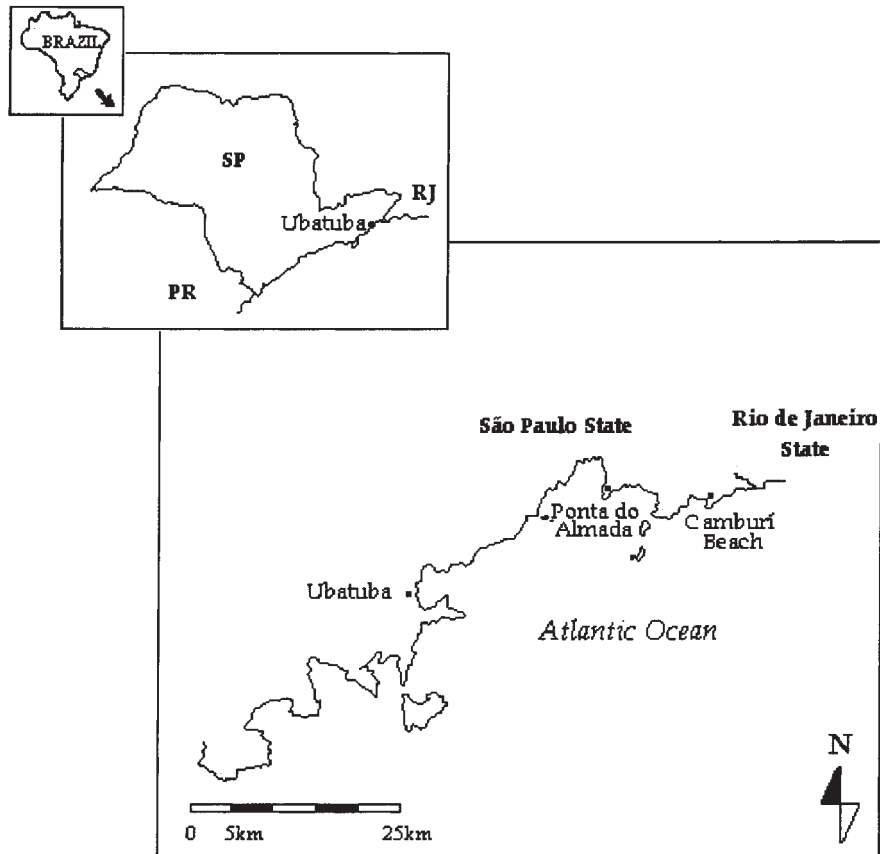 BRAZIL
SP
RJ
Ubatuba
PR
São Paulo State
Rio de Janeiro
State
Ponta do
Almada
Camburí
Beach
Ubatuba
Atlantic Ocean
N
0 5km 25km